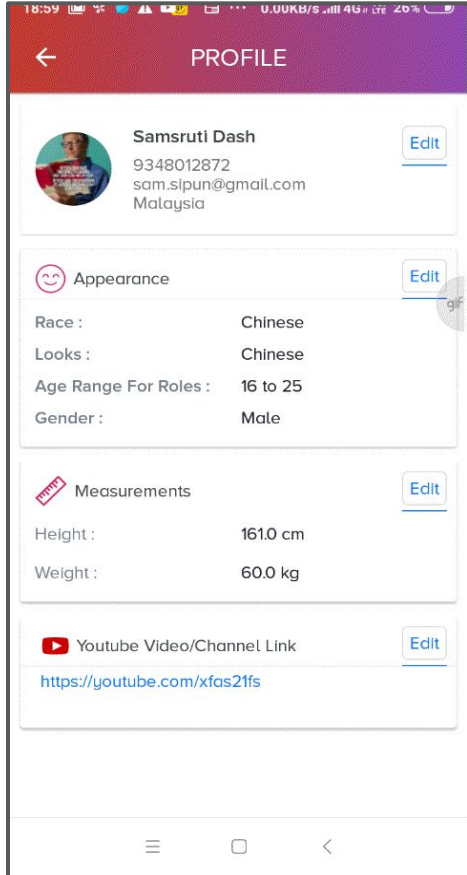 18:59 0.00KB/s 4G LTE 26%
PROFILE
Samsruti Dash
Edit
9348012872
sam.sipun@gmail.com
Malaysia
Appearance
Edit
gif
Race : Chinese
Looks : Chinese
Age Range For Roles : 16 to 25
Gender : Male
Measurements
Edit
Height : 161.0 cm
Weight : 60.0 kg
Youtube Video/Channel Link
Edit
https://youtube.com/xfas21fs